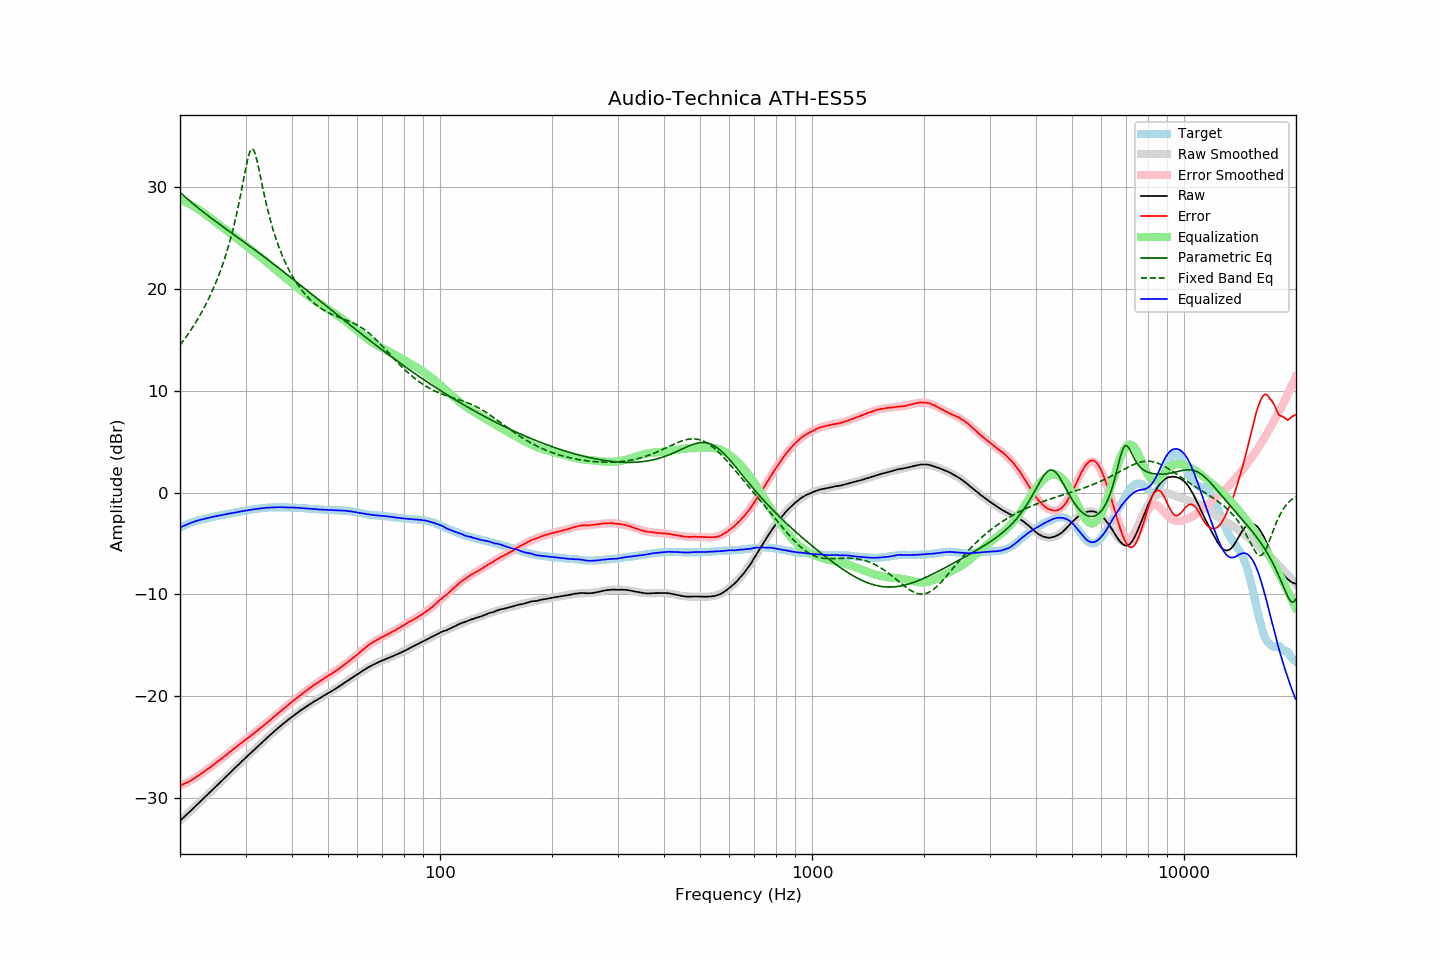 Audio-Technica ATH-ES55
Target
Raw Smoothed
Error Smoothed
Raw
Error
Equalization
Parametric Eq
Fixed Band Eq
Equalized
30
20
10
0
−10
−20
−30
Amplitude (dBr)
100
1000
10000
Frequency (Hz)